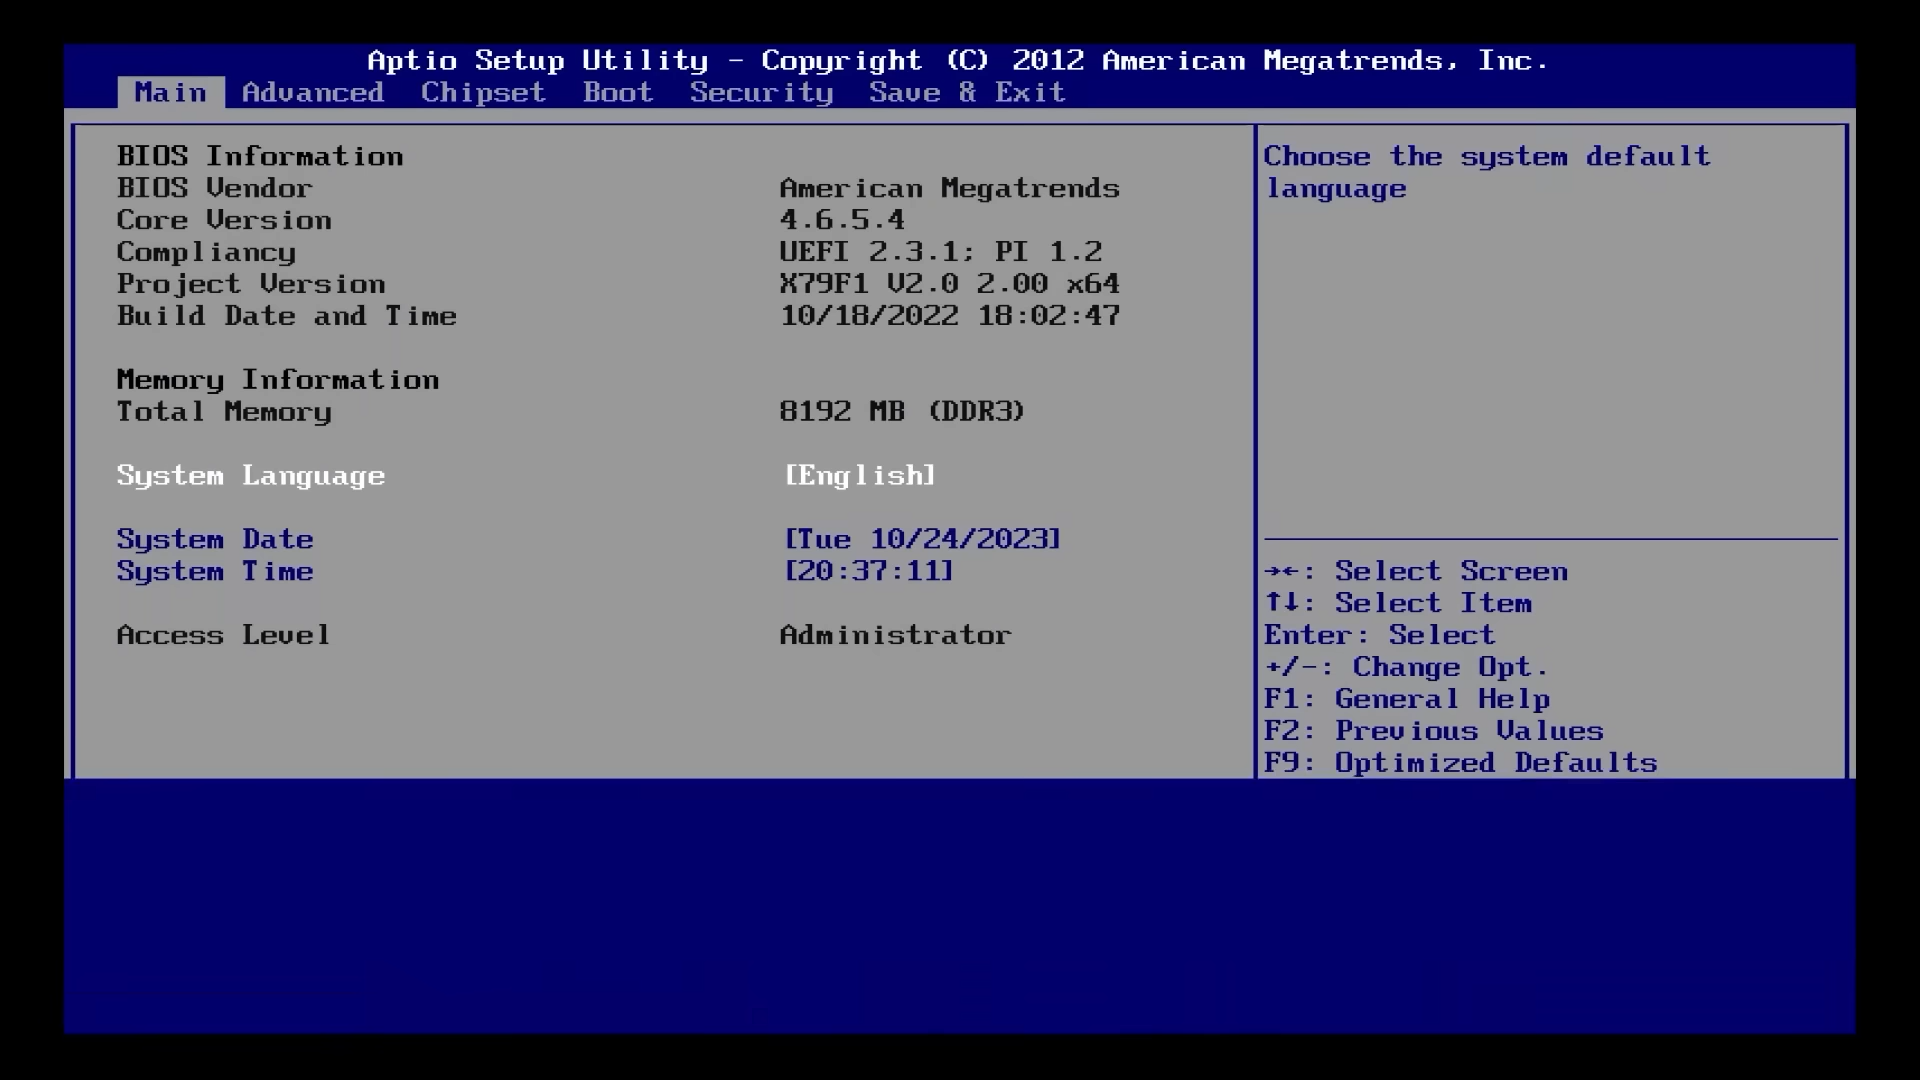 Aptio Setup Utility - Copyright (C) 2012 American Megatrends, Inc.
Main Advanced Chipset Boot Security Save & Exit
BIOS Information
BIOS Vendor American Megatrends
Core Version 4.6.5.4
Compliancy UEFI 2.3.1; PI 1.2
Project Version X79F1 V2.0 2.00 x64
Build Date and Time 10/18/2022 18:02:47
Memory Information
Total Memory 8192 MB (DDR3)
System Language [English]
System Date [Tue 10/24/2023]
System Time [20:37:11]
Access Level Administrator
Choose the system default
language
→←: Select Screen
↑↓: Select Item
Enter: Select
+/-: Change Opt.
F1: General Help
F2: Previous Values
F9: Optimized Defaults